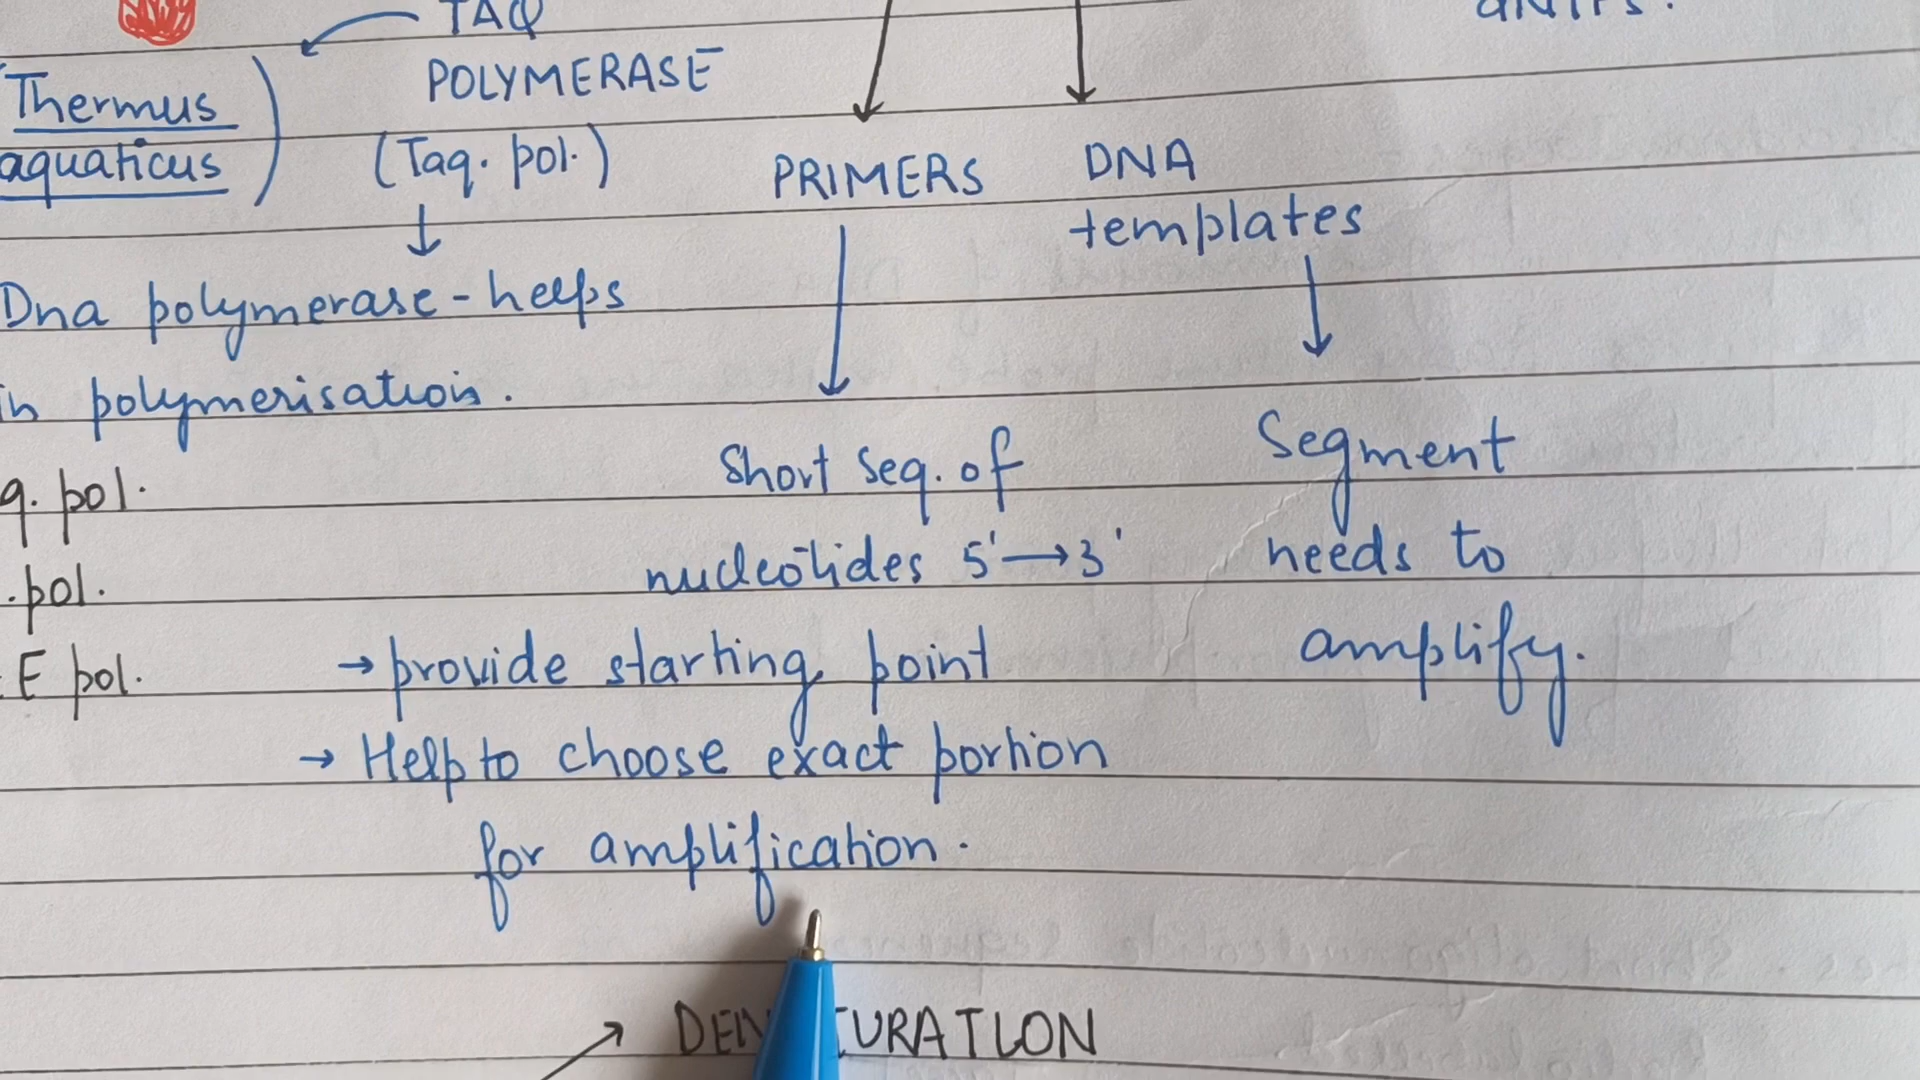 TAQ
POLYMERASE
(Taq. pol.)
Thermus
aquaticus
Dna polymerase - helps
in polymerisation.
q. pol.
. pol.
E pol.
PRIMERS
Short Seq. of
nucleotides 5' → 3'
→ provide starting point
→ Help to choose exact portion
for amplification.
DNA
templates
Segment
needs to
amplify.